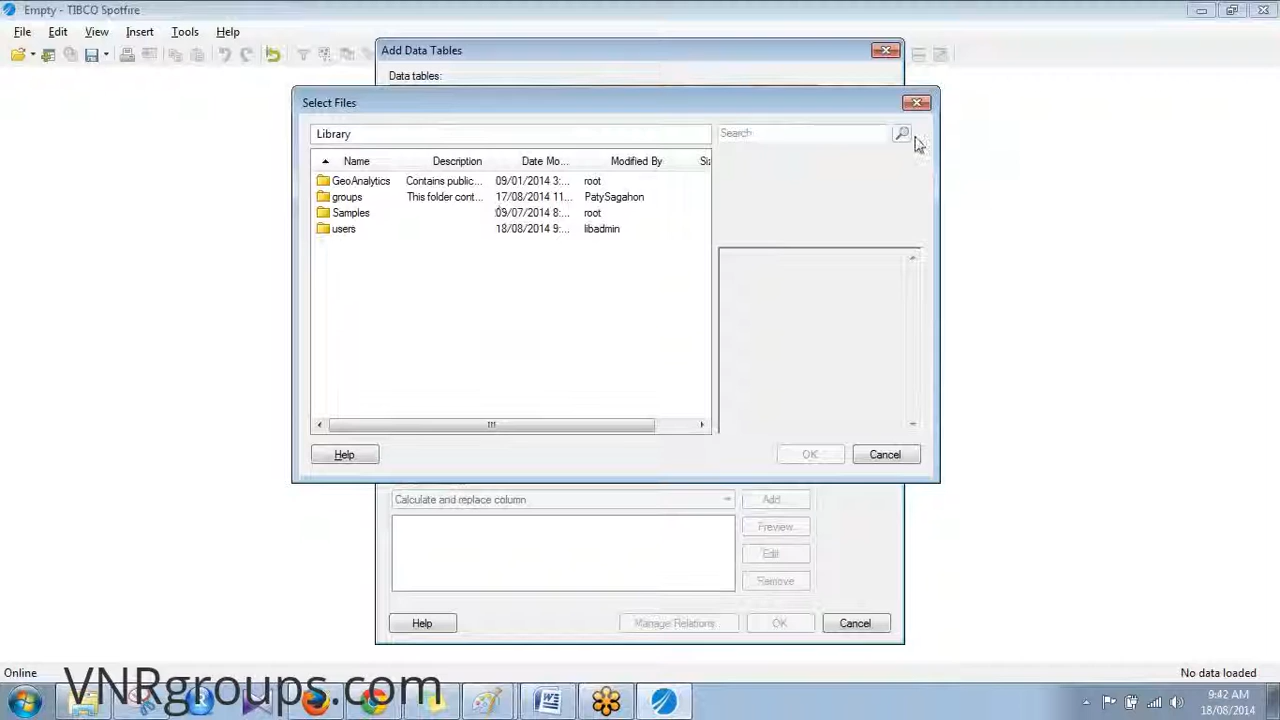 Empty - TIBCO Spotfire
File Edit View Insert Tools Help
Add Data Tables
Data tables:
Select Files
Library
Search
Name Description Date Mo... Modified By
GeoAnalytics Contains public... 09/01/2014 3:... root
groups This folder cont... 17/08/2014 11... PatySagahon
Samples 09/07/2014 8:... root
users 18/08/2014 9:... libadmin
Help OK Cancel
Calculate and replace column Add...
Preview...
Edit...
Remove
Help Manage Relations... OK Cancel
Online No data loaded
VNRgroups.com
9:42 AM
18/08/2014